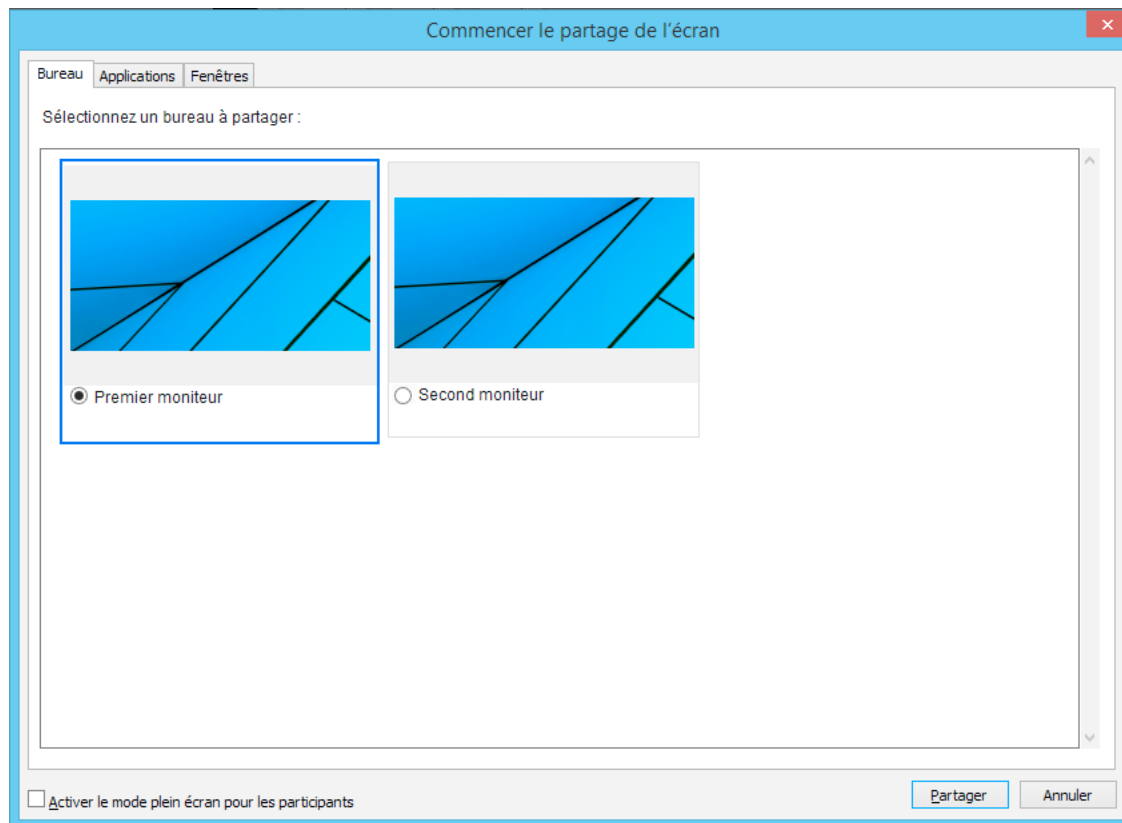 Commencer le partage de l'écran
Bureau Applications Fenêtres
Sélectionnez un bureau à partager :
Premier moniteur Second moniteur
Activer le mode plein écran pour les participants Partager Annuler